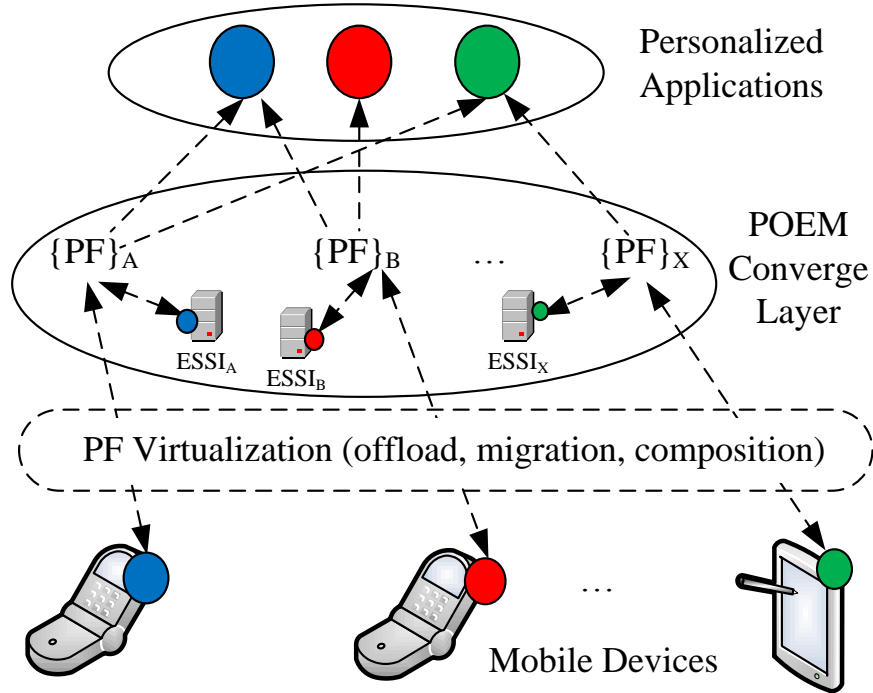 Personalized
Applications
{PF}A
{PF}B
...
{PF}X
POEM
Converge
Layer
ESSIA
ESSIB
ESSIX
PF Virtualization (offload, migration, composition)
...
Mobile Devices